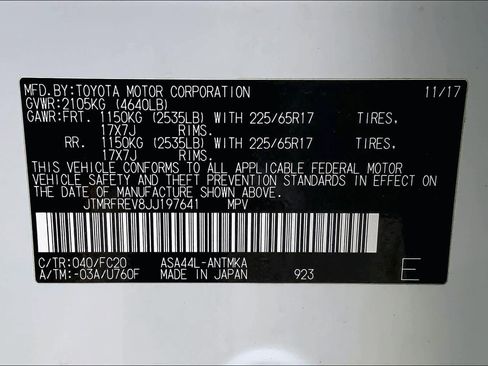 MFD.BY:TOYOTA MOTOR CORPORATION 11/17
GVWR:2105KG (4640LB)
GAWR:FRT. 1150KG (2535LB) WITH 225/65R17 TIRES,
17X7J RIMS.
RR. 1150KG (2535LB) WITH 225/65R17 TIRES,
17X7J RIMS.
THIS VEHICLE CONFORMS TO ALL APPLICABLE FEDERAL MOTOR
VEHICLE SAFETY AND THEFT PREVENTION STANDARDS IN EFFECT
ON THE DATE OF MANUFACTURE SHOWN ABOVE.
JTMRFREV8JJ197641 MPV
C/TR:040/FC20 ASA44L-ANTMKA
A/TM:-03A/U760F MADE IN JAPAN 923 E